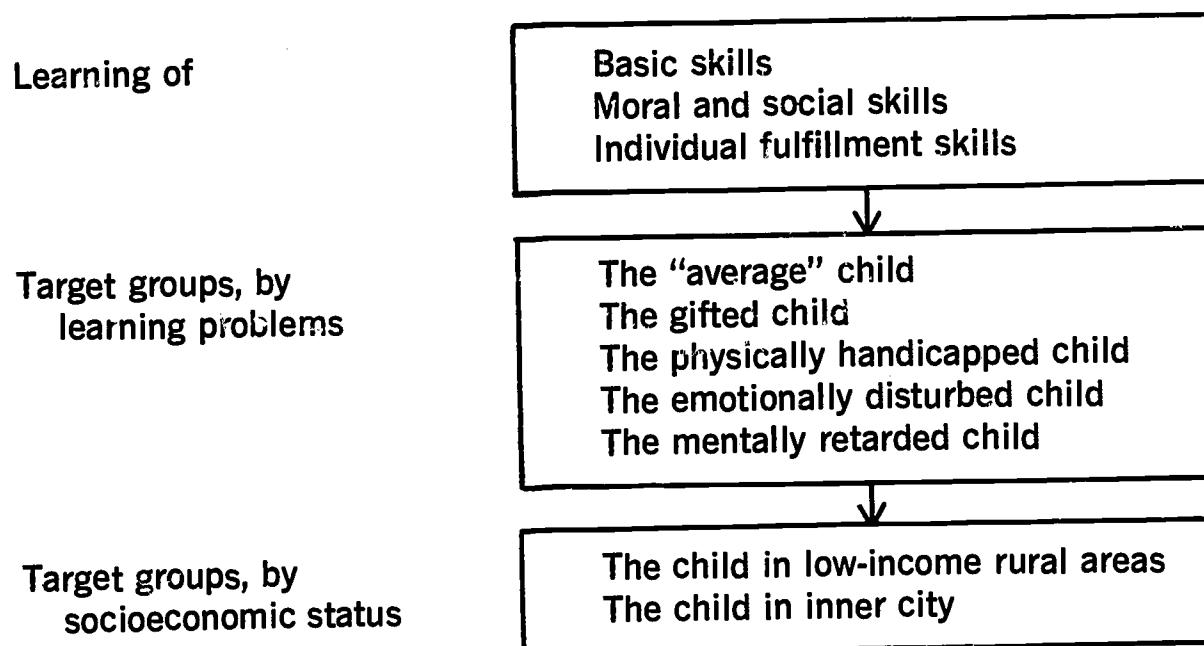 Learning of
Basic skills
Moral and social skills
Individual fulfillment skills
Target groups, by
learning problems
The “average” child
The gifted child
The physically handicapped child
The emotionally disturbed child
The mentally retarded child
Target groups, by
socioeconomic status
The child in low-income rural areas
The child in inner city